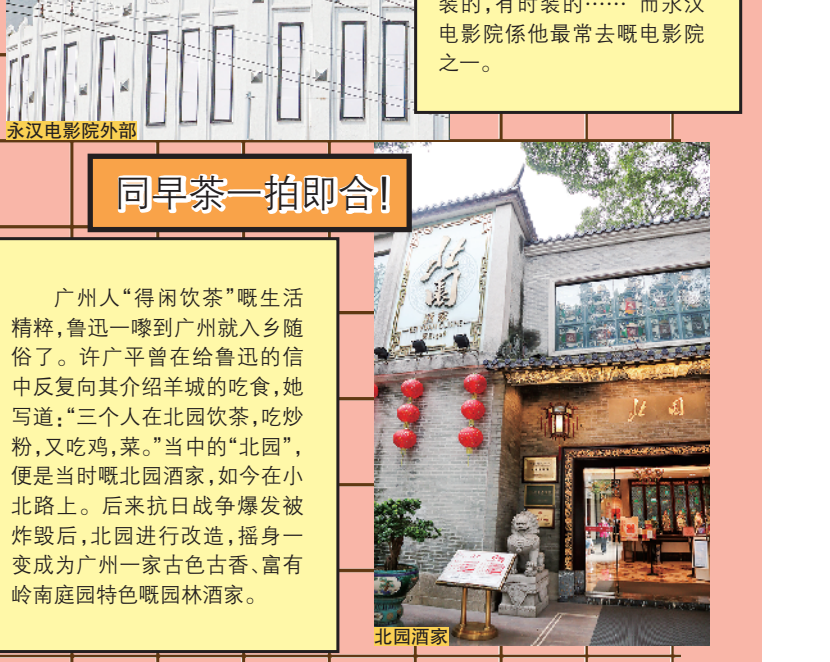 装的,有时装的…… 而永汉
电影院係他最常去嘅电影院
之一。
永汉电影院外部
同早茶一拍即合!
广州人“得闲饮茶”嘅生活
精粹,鲁迅一嚟到广州就入乡随
俗了。许广平曾在给鲁迅的信
中反复向其介绍羊城的吃食,她
写道:“三个人在北园饮茶,吃炒
粉,又吃鸡,菜。”当中的“北园”,
便是当时嘅北园酒家,如今在小
北路上。后来抗日战争爆发被
炸毁后,北园进行改造,摇身一
变成为广州一家古色古香、富有
岭南庭园特色嘅园林酒家。
北園
北园
北园酒家